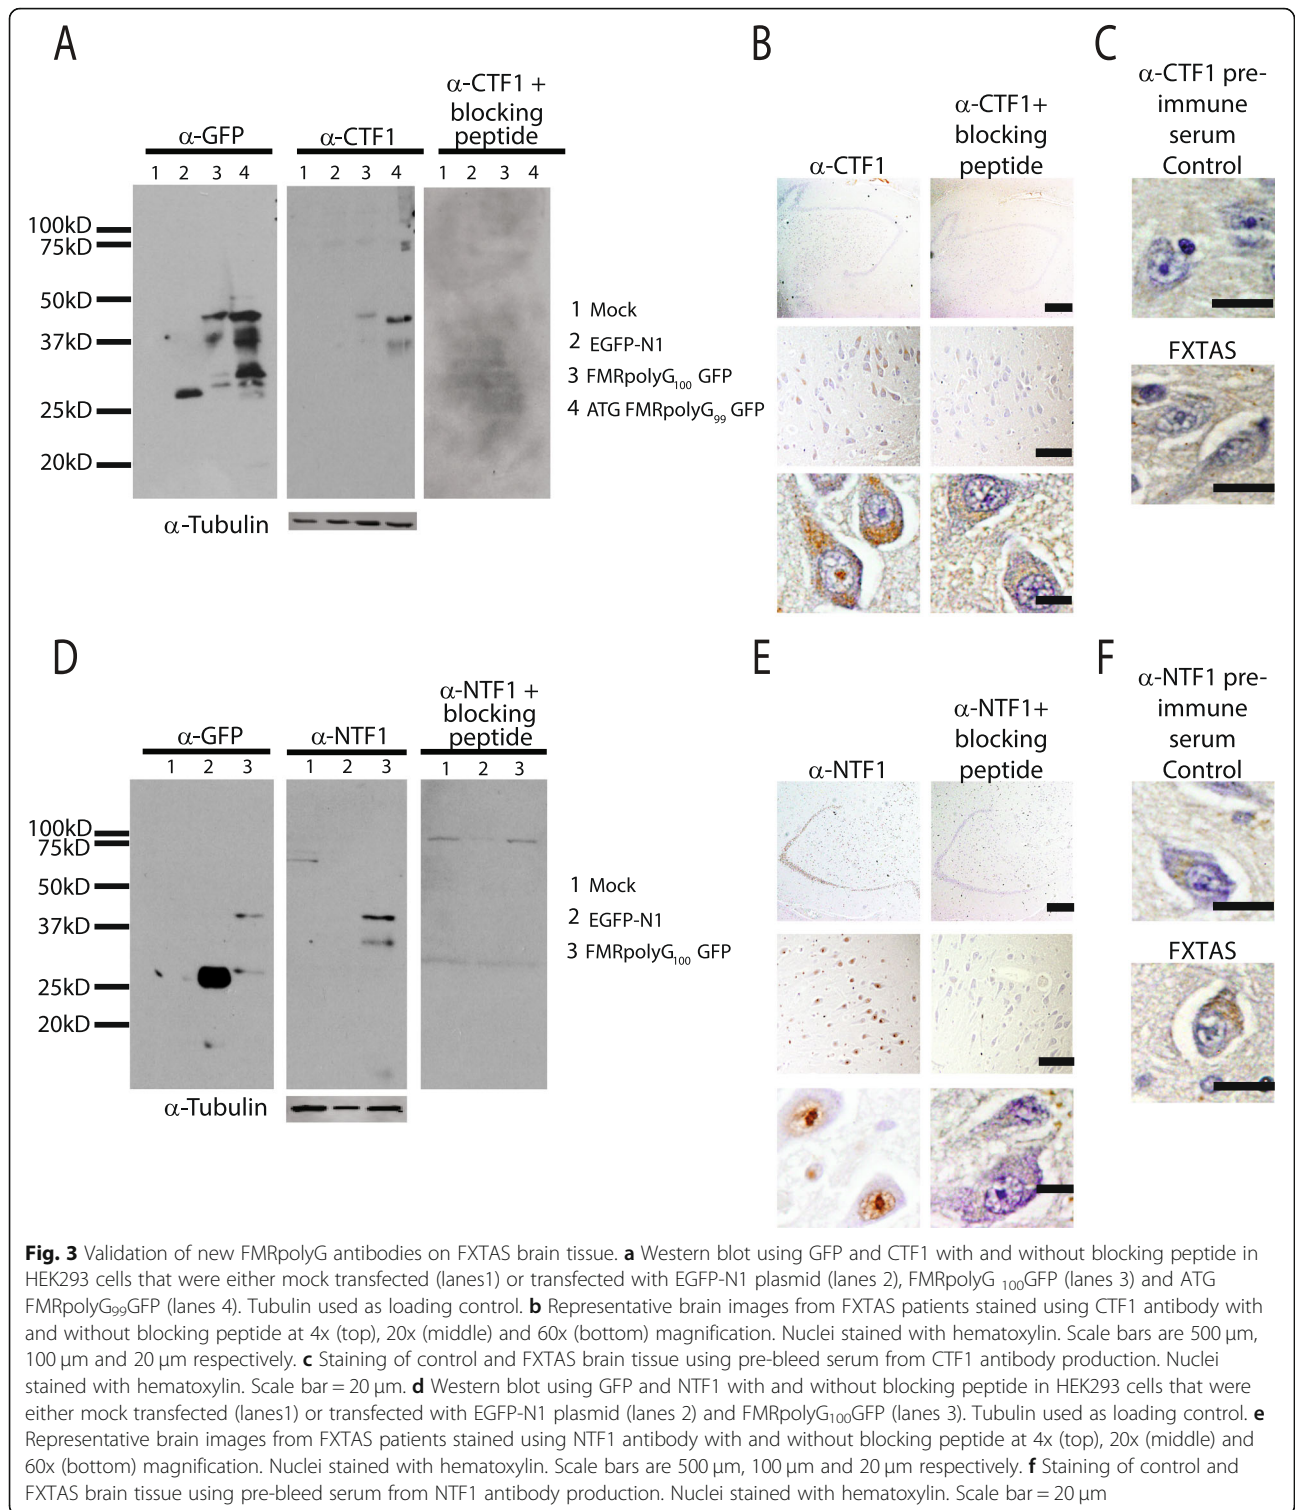 A
α-GFP
1 2 3 4
α-CTF1
1 2 3 4
α-CTF1 +
blocking
peptide
1 2 3 4
100kD
75kD
50kD
37kD
25kD
20kD
1 Mock
2 EGFP-N1
3 FMRpolyG100 GFP
4 ATG FMRpolyG99 GFP
α-Tubulin
B
α-CTF1
α-CTF1+
blocking
peptide
C
α-CTF1 pre-
immune
serum
Control
FXTAS
D
α-GFP
1 2 3
α-NTF1
1 2 3
α-NTF1 +
blocking
peptide
1 2 3
100kD
75kD
50kD
37kD
25kD
20kD
1 Mock
2 EGFP-N1
3 FMRpolyG100 GFP
α-Tubulin
E
α-NTF1
α-NTF1+
blocking
peptide
F
α-NTF1 pre-
immune
serum
Control
FXTAS
Fig. 3 Validation of new FMRpolyG antibodies on FXTAS brain tissue. a Western blot using GFP and CTF1 with and without blocking peptide in
HEK293 cells that were either mock transfected (lanes1) or transfected with EGFP-N1 plasmid (lanes 2), FMRpolyG 100GFP (lanes 3) and ATG
FMRpolyG99GFP (lanes 4). Tubulin used as loading control. b Representative brain images from FXTAS patients stained using CTF1 antibody with
and without blocking peptide at 4x (top), 20x (middle) and 60x (bottom) magnification. Nuclei stained with hematoxylin. Scale bars are 500 μm,
100 μm and 20 μm respectively. c Staining of control and FXTAS brain tissue using pre-bleed serum from CTF1 antibody production. Nuclei
stained with hematoxylin. Scale bar = 20 μm. d Western blot using GFP and NTF1 with and without blocking peptide in HEK293 cells that were
either mock transfected (lanes1) or transfected with EGFP-N1 plasmid (lanes 2) and FMRpolyG100GFP (lanes 3). Tubulin used as loading control. e
Representative brain images from FXTAS patients stained using NTF1 antibody with and without blocking peptide at 4x (top), 20x (middle) and
60x (bottom) magnification. Nuclei stained with hematoxylin. Scale bars are 500 μm, 100 μm and 20 μm respectively. f Staining of control and
FXTAS brain tissue using pre-bleed serum from NTF1 antibody production. Nuclei stained with hematoxylin. Scale bar = 20 μm